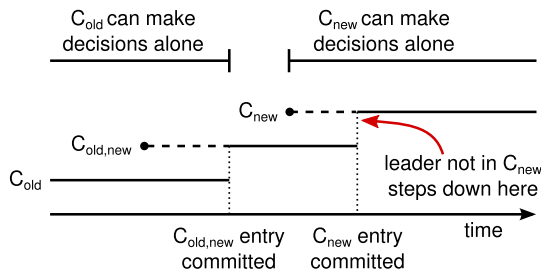 C_old can make
decisions alone
C_new can make
decisions alone
C_new
C_old,new
C_old
leader not in C_new
steps down here
time
C_old,new entry
committed
C_new entry
committed